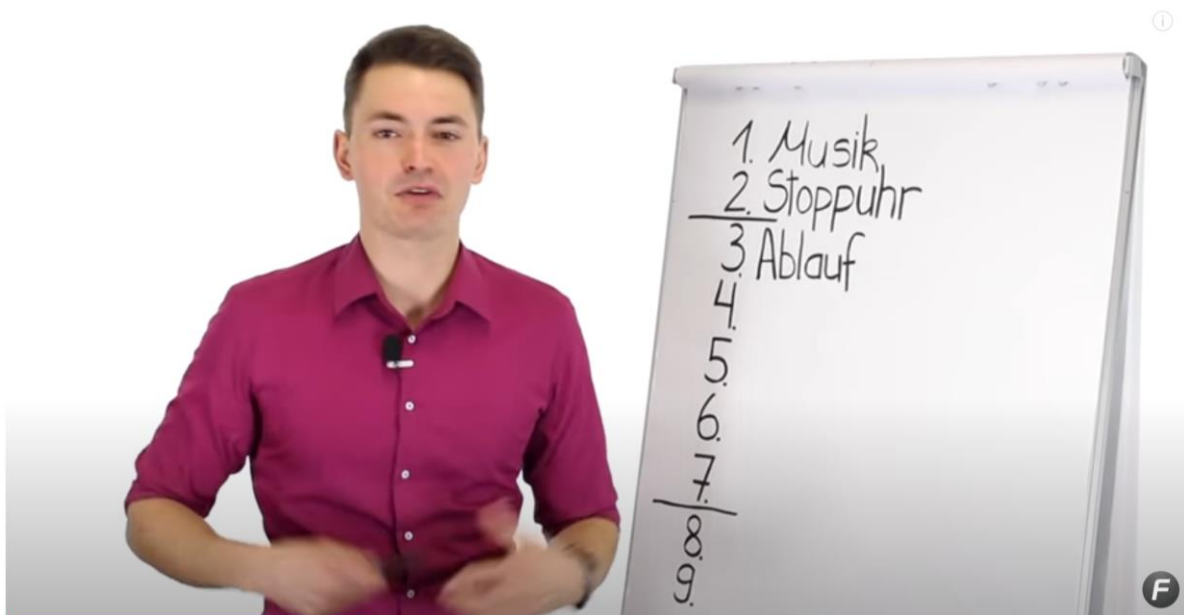 1. Musik
2. Stoppuhr
3. Ablauf
4.
5.
6.
7.
8.
9.
F